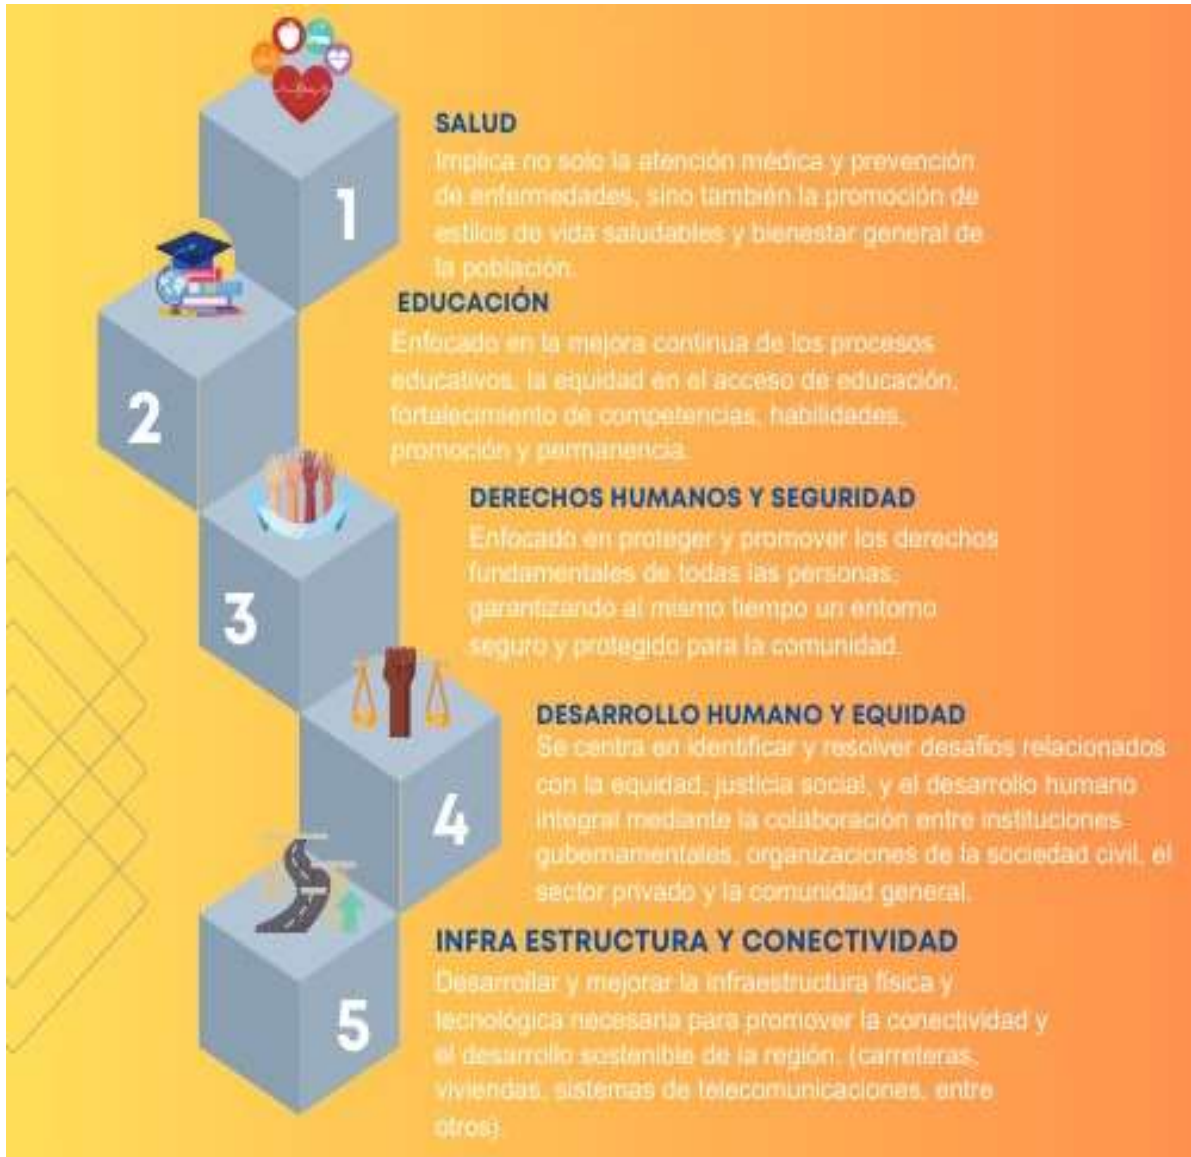 1
SALUD
Implica no solo la atención médica y prevención
de enfermedades, sino también la promoción de
estilos de vida saludables y bienestar general de
la población.
2
EDUCACIÓN
Enfocado en la mejora continua de los procesos
educativos, la equidad en el acceso de educación,
fortalecimiento de competencias, habilidades,
promoción y permanencia.
3
DERECHOS HUMANOS Y SEGURIDAD
Enfocado en proteger y promover los derechos
fundamentales de todas las personas,
garantizando al mismo tiempo un entorno
seguro y protegido para la comunidad.
4
DESARROLLO HUMANO Y EQUIDAD
Se centra en identificar y resolver desafíos relacionados
con la equidad, justicia social, y el desarrollo humano
integral mediante la colaboración entre instituciones
gubernamentales, organizaciones de la sociedad civil, el
sector privado y la comunidad general.
5
INFRA ESTRUCTURA Y CONECTIVIDAD
Desarrollar y mejorar la infraestructura física y
tecnológica necesaria para promover la conectividad y
el desarrollo sostenible de la región. (carreteras,
viviendas, sistemas de telecomunicaciones, entre
otros).